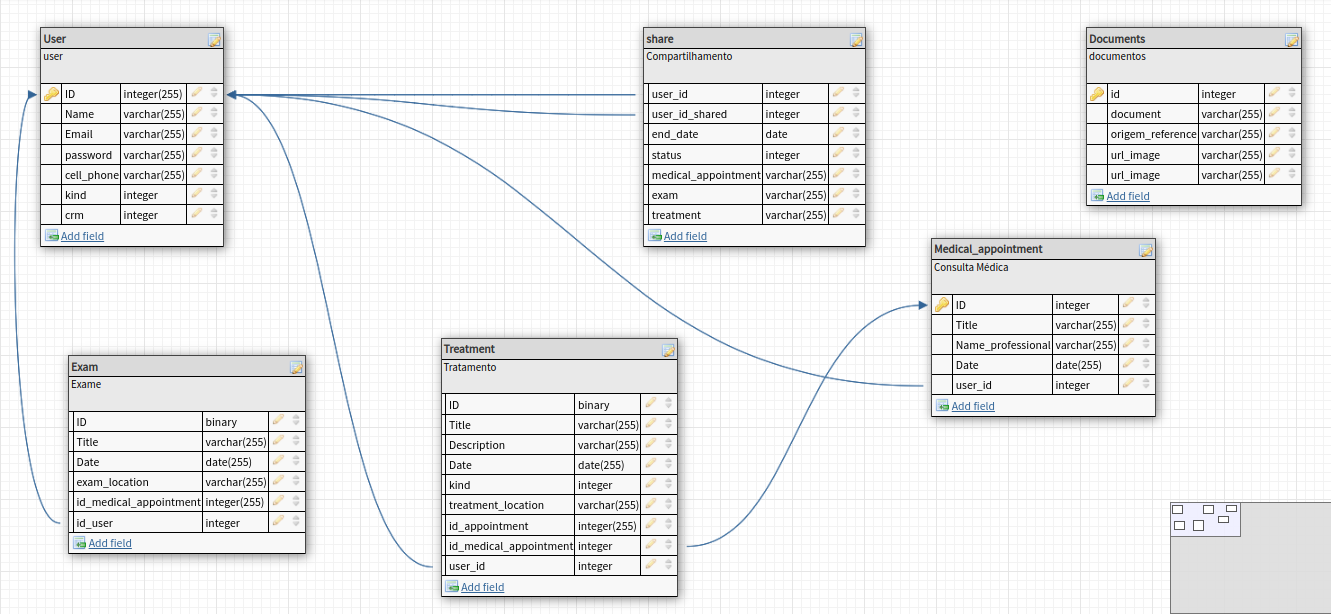 User
user
ID integer(255)
Name varchar(255)
Email varchar(255)
password varchar(255)
cell_phone varchar(255)
kind integer
crm integer
Add field
share
Compartilhamento
user_id integer
user_id_shared integer
end_date date
status integer
medical_appointment varchar(255)
exam varchar(255)
treatment varchar(255)
Add field
Documents
documentos
id integer
document varchar(255)
origem_reference varchar(255)
url_image varchar(255)
url_image varchar(255)
Add field
Medical_appointment
Consulta Médica
ID integer
Title varchar(255)
Name_professional varchar(255)
Date date(255)
user_id integer
Add field
Exam
Exame
ID binary
Title varchar(255)
Date date(255)
exam_location varchar(255)
id_medical_appointment integer(255)
id_user integer
Add field
Treatment
Tratamento
ID binary
Title varchar(255)
Description varchar(255)
Date date(255)
kind integer
treatment_location varchar(255)
id_appointment integer(255)
id_medical_appointment integer
user_id integer
Add field